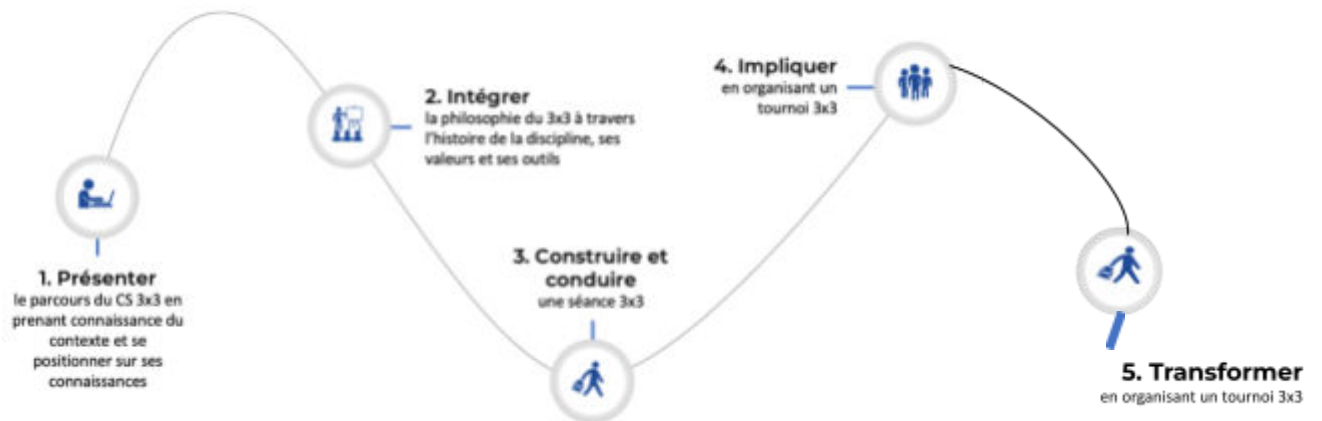 1. Présenter
le parcours du CS 3x3 en
prenant connaissance du
contexte et se
positionner sur ses
connaissances
2. Intégrer
la philosophie du 3x3 à travers
l'histoire de la discipline, ses
valeurs et ses outils
3. Construire et
conduire
une séance 3x3
4. Impliquer
en organisant un
tournoi 3x3
5. Transformer
en organisant un tournoi 3x3